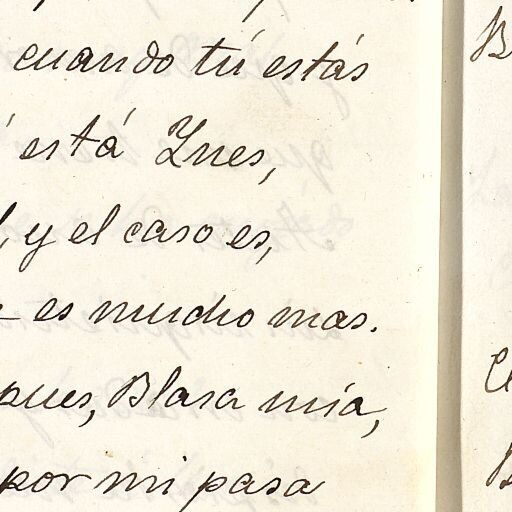 cuando tú estás
está Ines,
y el caso es,
es mucho mas.
pues, Blasa mía,
por mi pasa